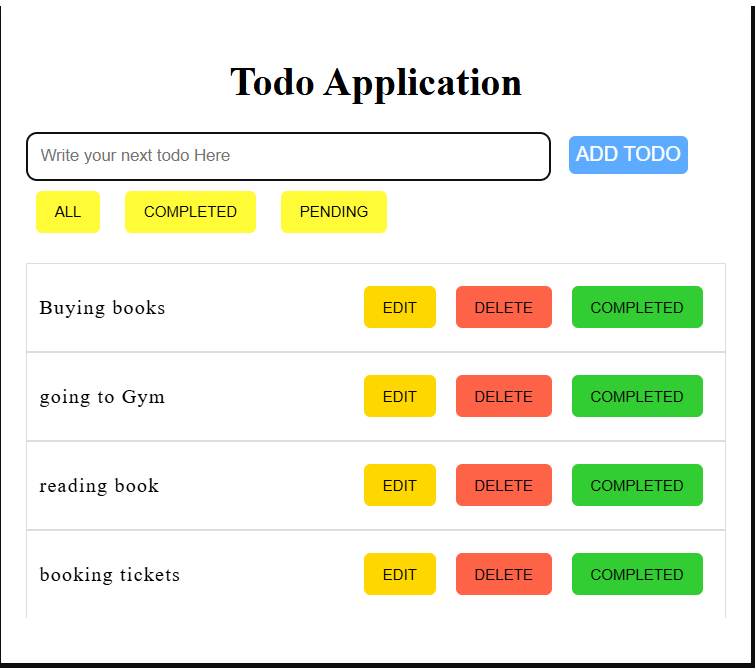 Todo Application
Write your next todo Here ADD TODO
ALL COMPLETED PENDING
Buying books EDIT DELETE COMPLETED
going to Gym EDIT DELETE COMPLETED
reading book EDIT DELETE COMPLETED
booking tickets EDIT DELETE COMPLETED